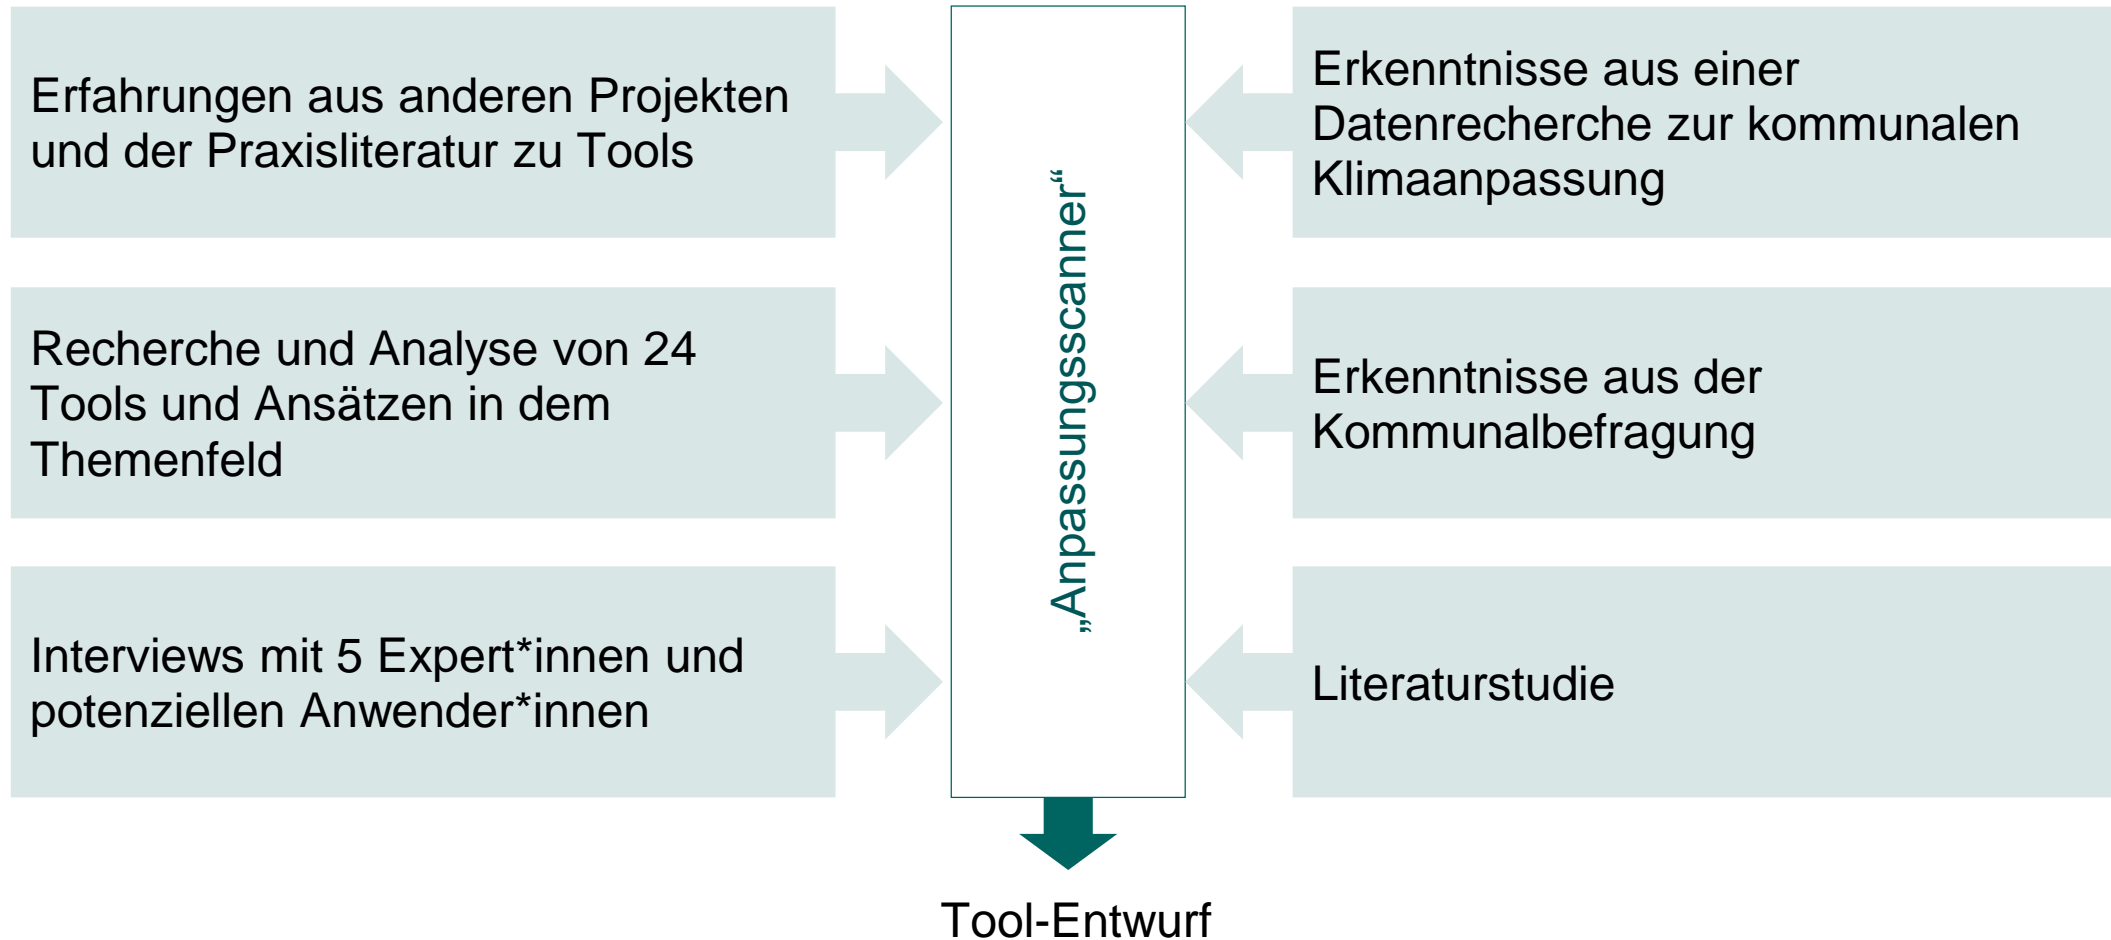 Erfahrungen aus anderen Projekten
und der Praxisliteratur zu Tools
Recherche und Analyse von 24
Tools und Ansätzen in dem
Themenfeld
Interviews mit 5 Expert*innen und
potenziellen Anwender*innen
„Anpassungsscanner“
Erkenntnisse aus einer
Datenrecherche zur kommunalen
Klimaanpassung
Erkenntnisse aus der
Kommunalbefragung
Literaturstudie
Tool-Entwurf